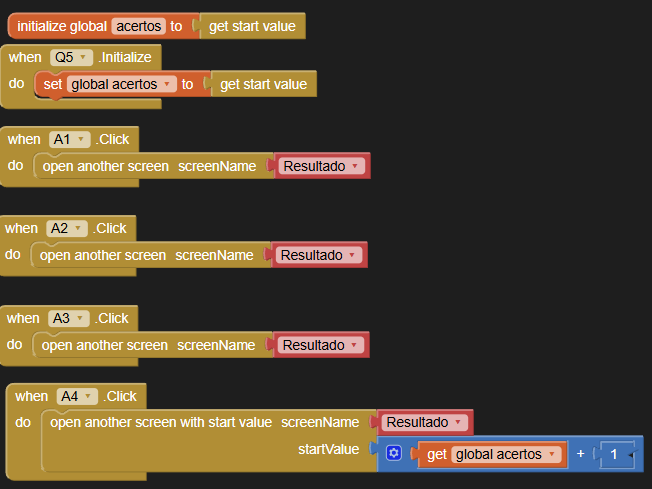 initialize global acertos to get start value
when Q5 .Initialize
do set global acertos to get start value
when A1 .Click
do open another screen screenName Resultado
when A2 .Click
do open another screen screenName Resultado
when A3 .Click
do open another screen screenName Resultado
when A4 .Click
do open another screen with start value screenName Resultado
startValue get global acertos + 1